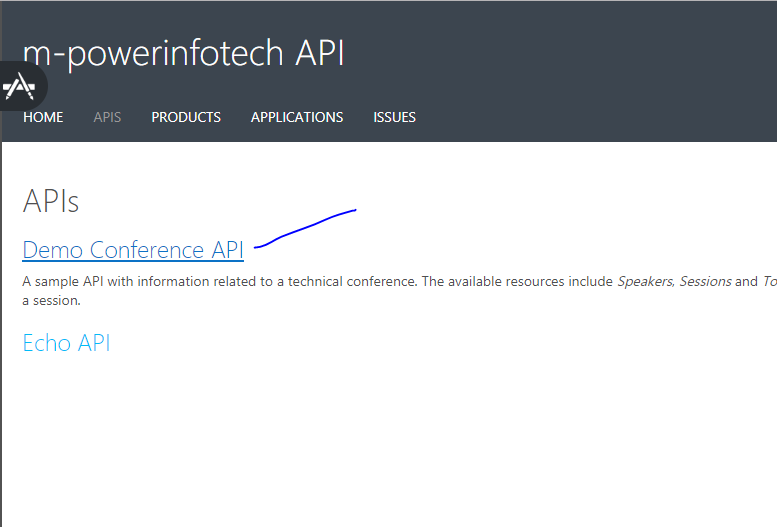 m-powerinfotech API
HOME APIS PRODUCTS APPLICATIONS ISSUES
APIs
Demo Conference API
A sample API with information related to a technical conference. The available resources include Speakers, Sessions and
a session.
Echo API